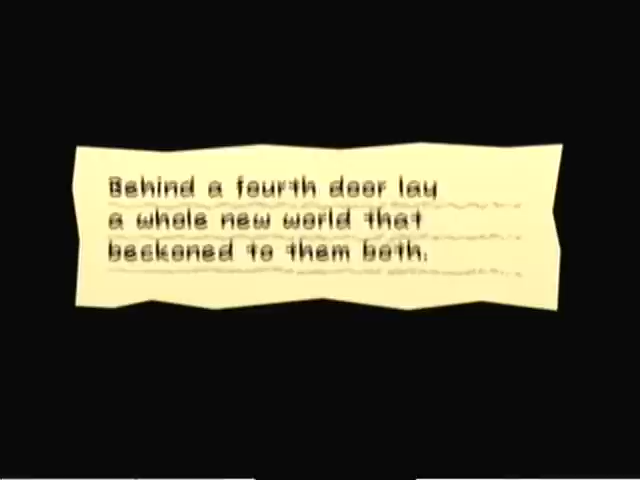 Behind a fourth door lay
a whole new world that
beckoned to them both.